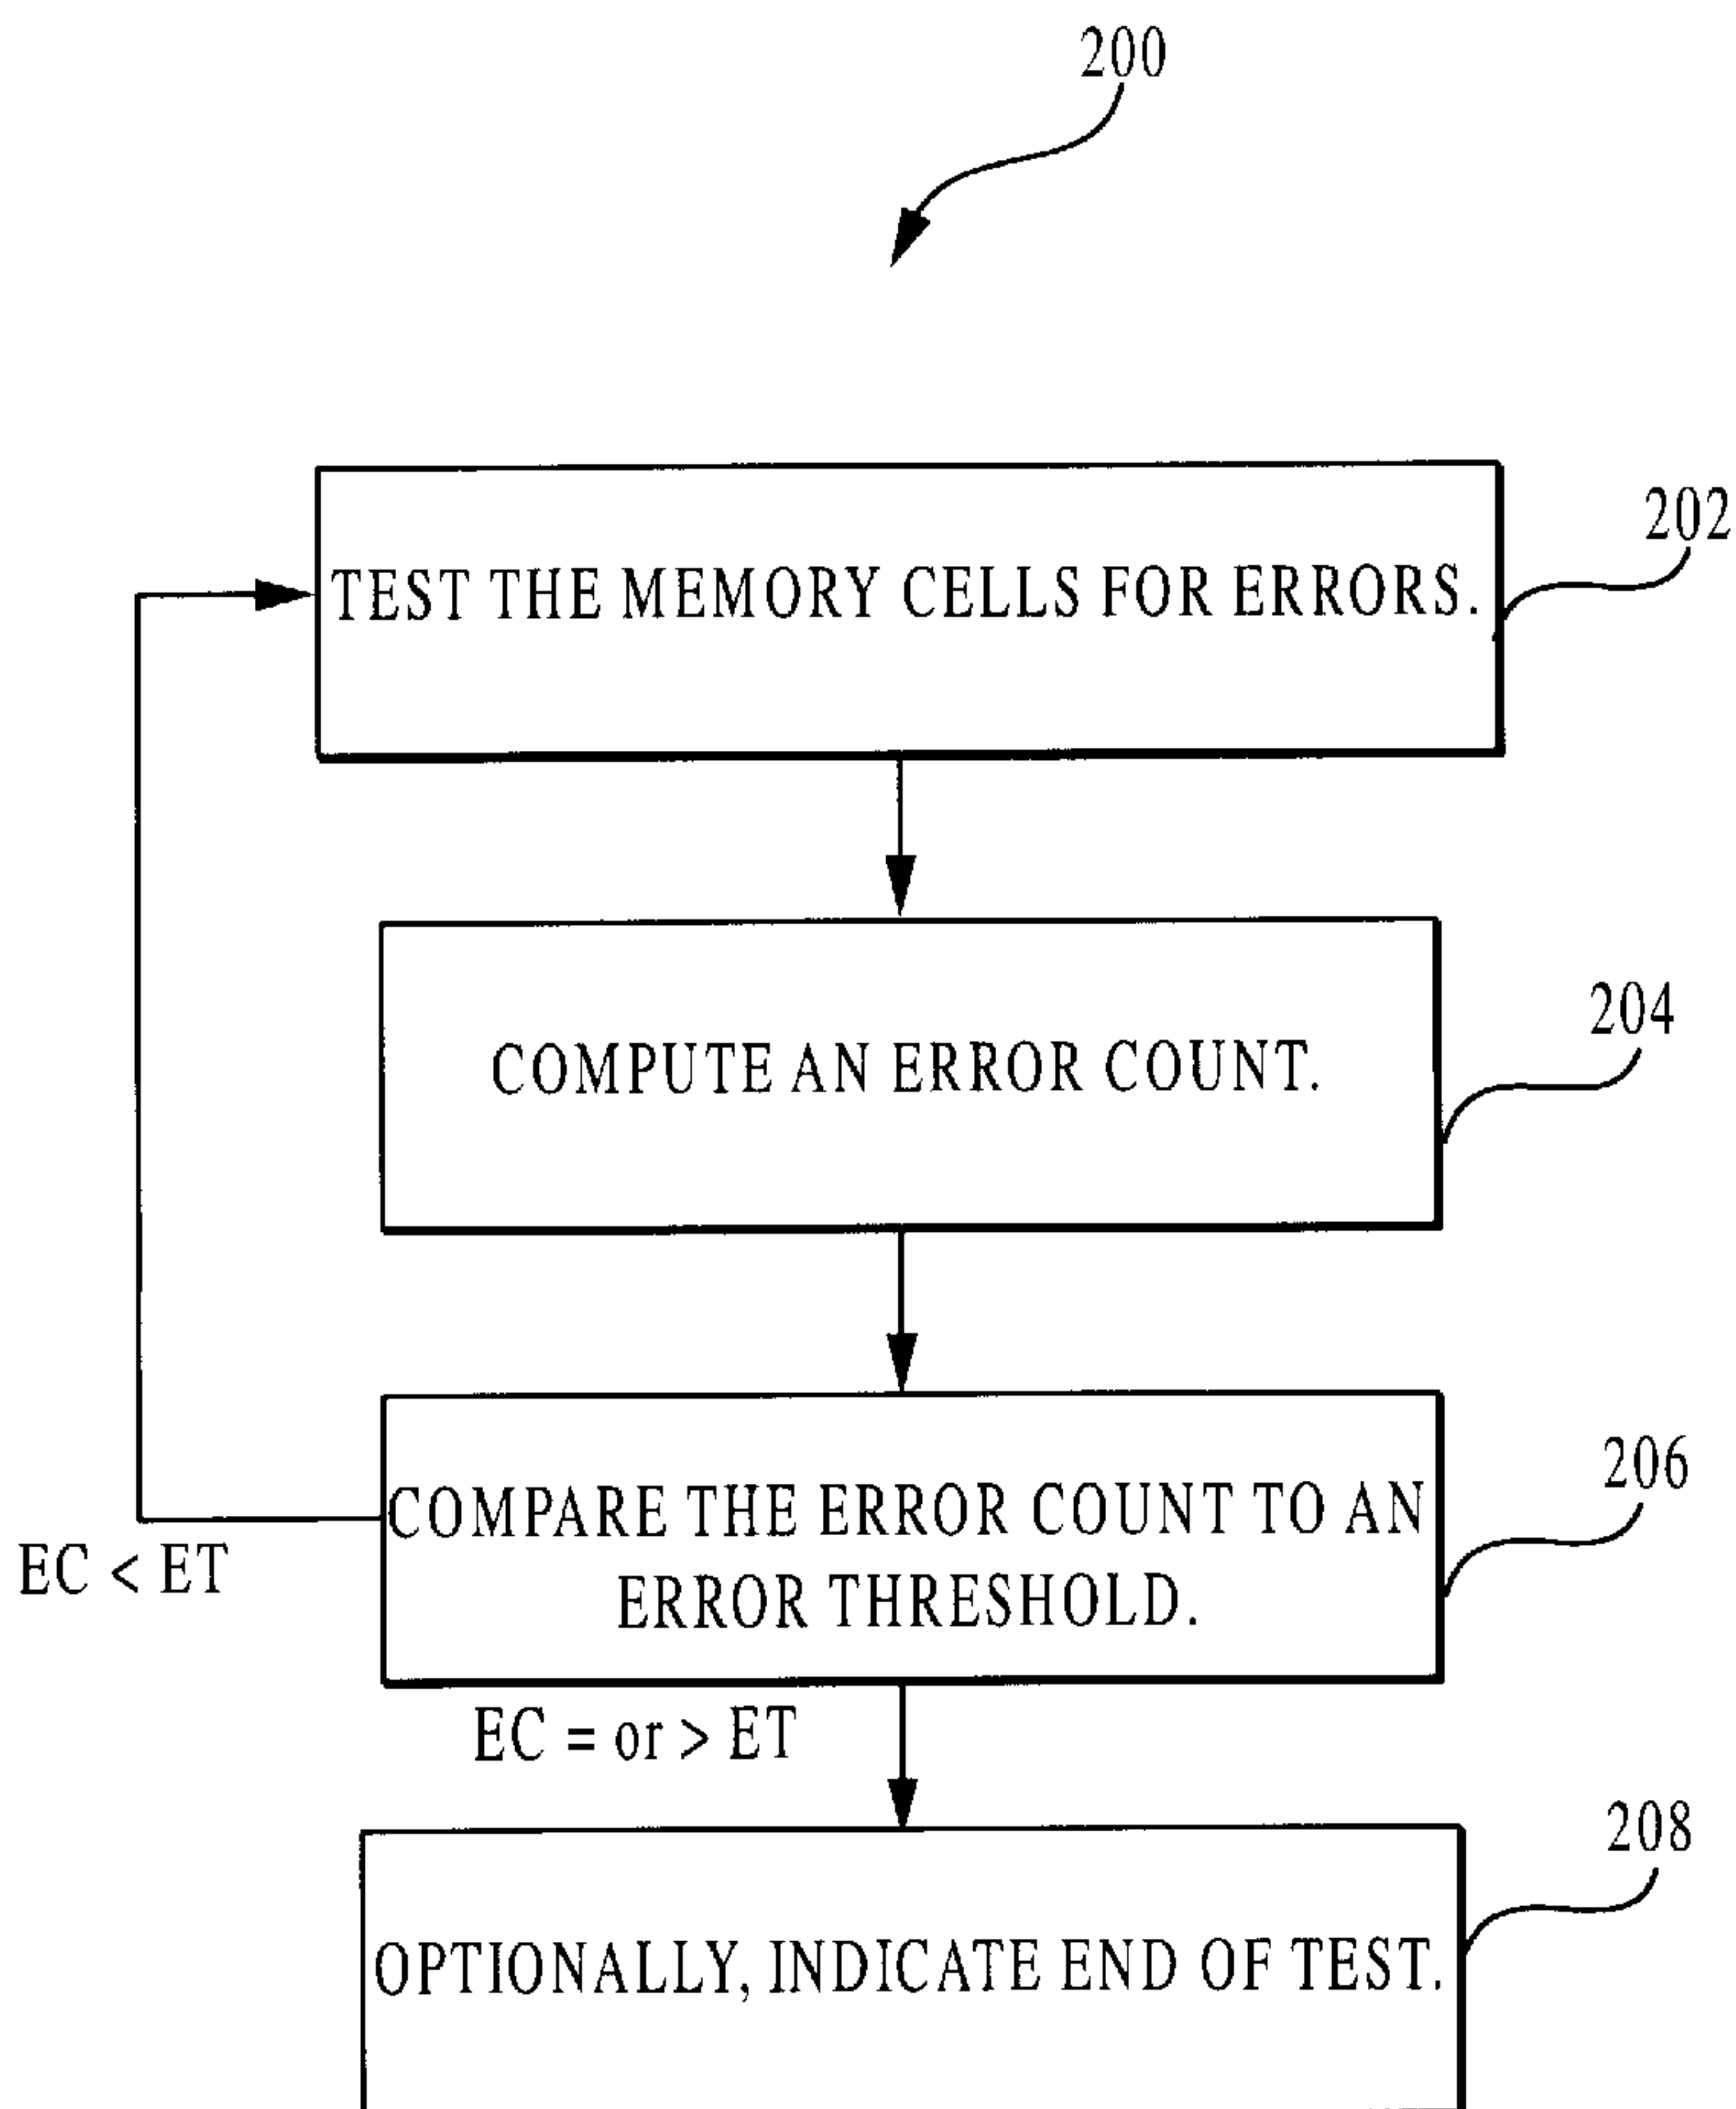 200
202
TEST THE MEMORY CELLS FOR ERRORS.
204
COMPUTE AN ERROR COUNT.
206
COMPARE THE ERROR COUNT TO AN
ERROR THRESHOLD.
EC < ET
EC = or > ET
208
OPTIONALLY, INDICATE END OF TEST.